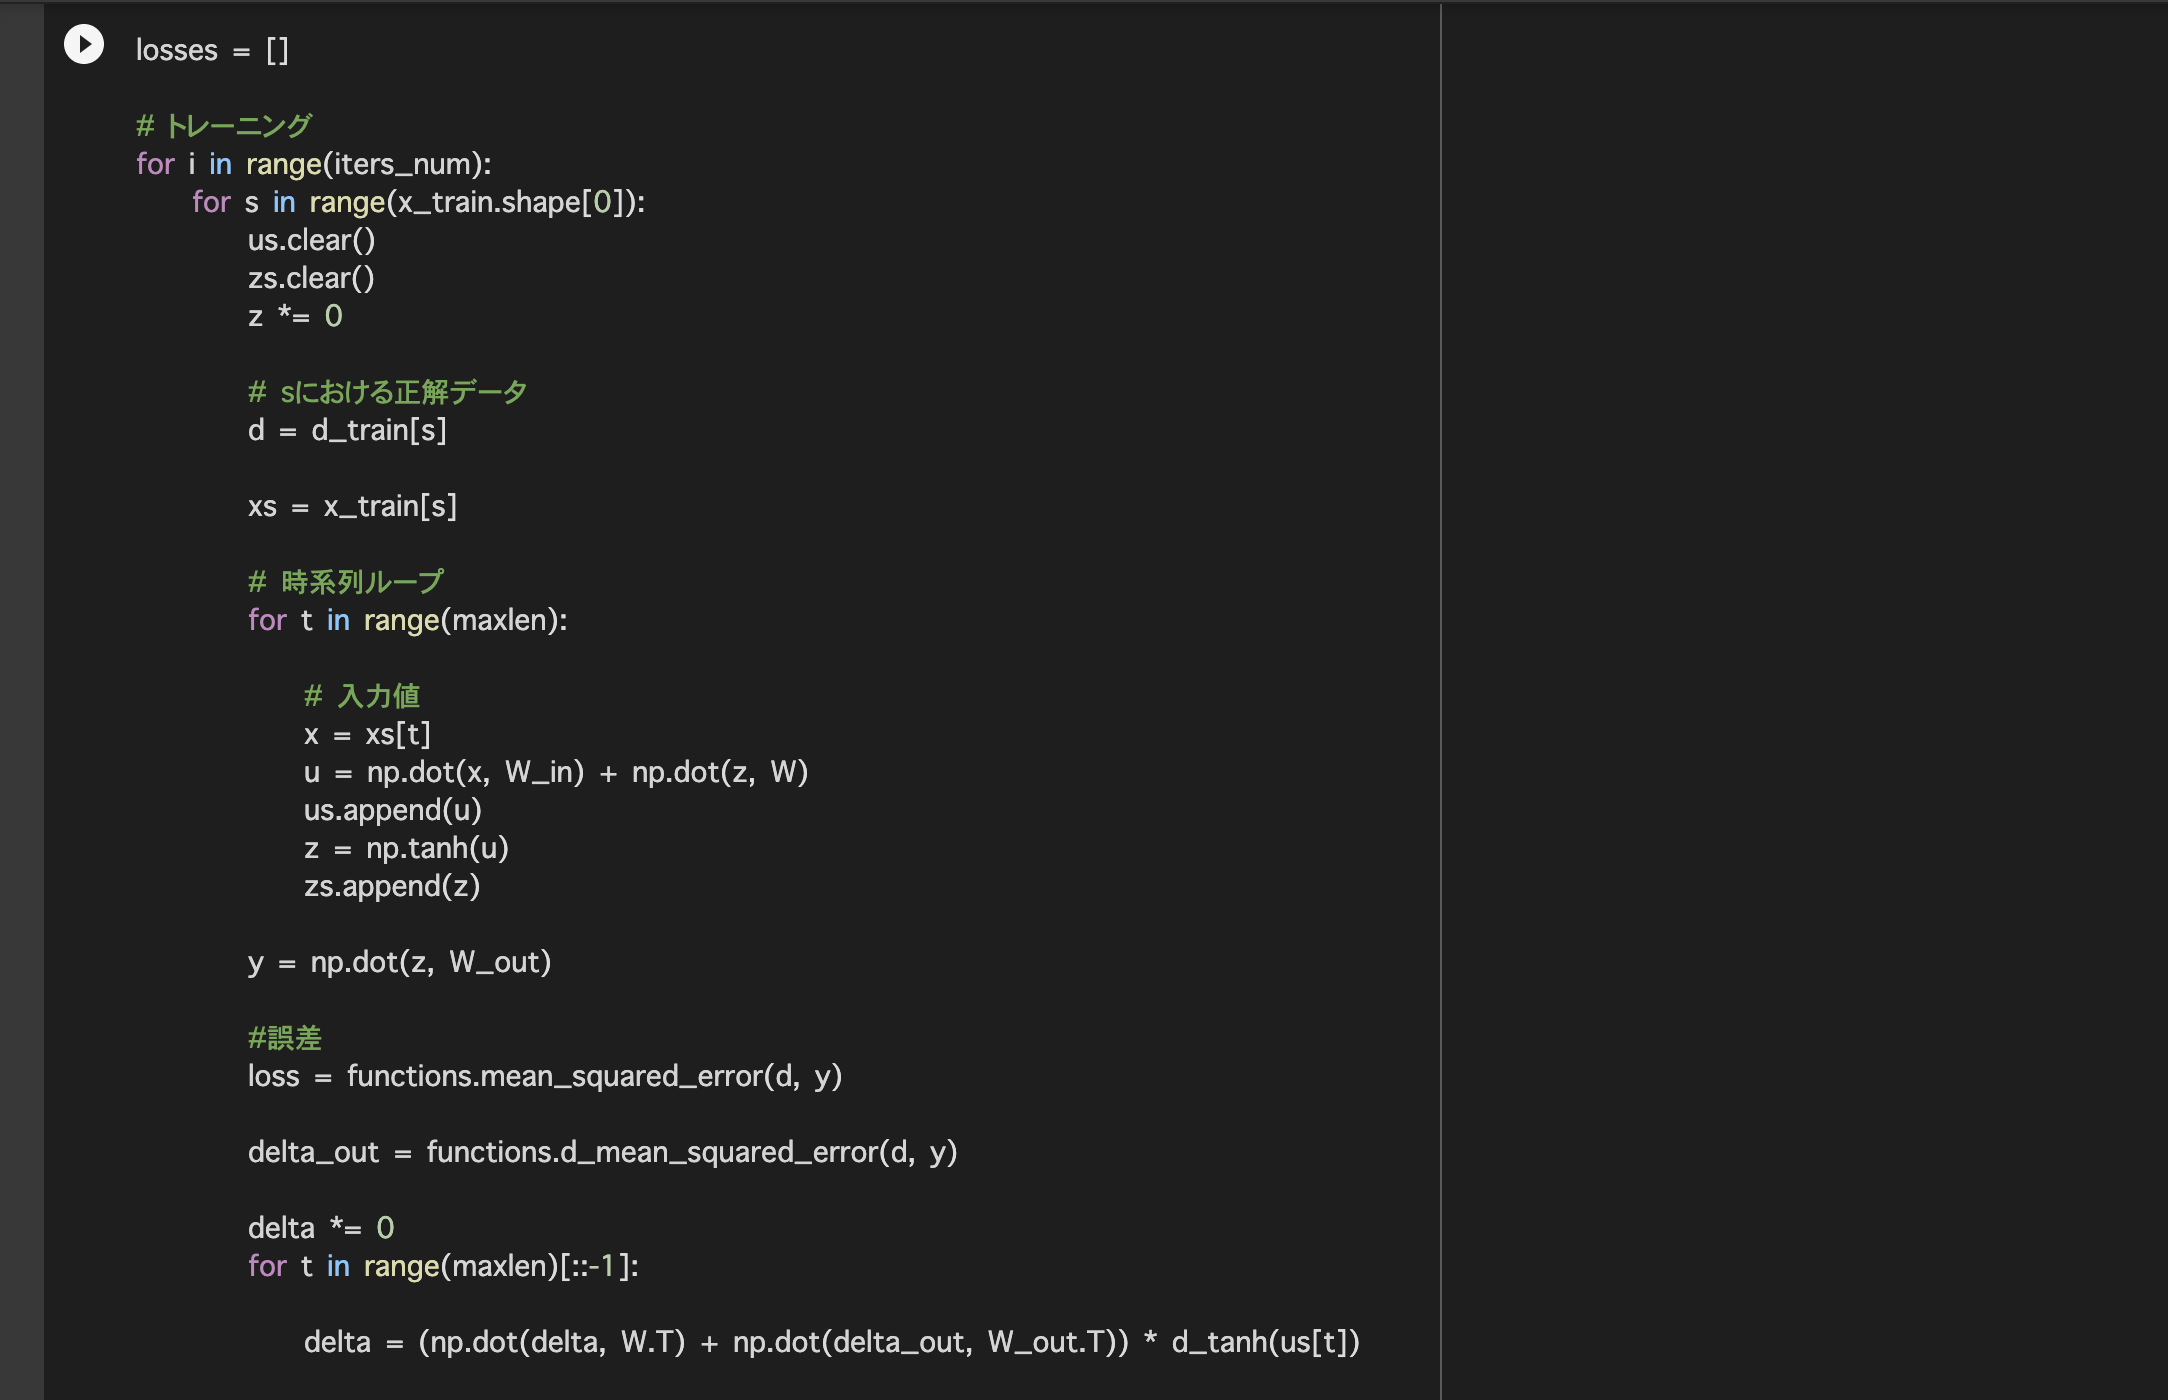 losses = []
# トレーニング
for i in range(iters_num):
for s in range(x_train.shape[0]):
us.clear()
zs.clear()
z *= 0
# sにおける正解データ
d = d_train[s]
xs = x_train[s]
# 時系列ループ
for t in range(maxlen):
# 入力値
x = xs[t]
u = np.dot(x, W_in) + np.dot(z, W)
us.append(u)
z = np.tanh(u)
zs.append(z)
y = np.dot(z, W_out)
#誤差
loss = functions.mean_squared_error(d, y)
delta_out = functions.d_mean_squared_error(d, y)
delta *= 0
for t in range(maxlen)[::-1]:
delta = (np.dot(delta, W.T) + np.dot(delta_out, W_out.T)) * d_tanh(us[t])